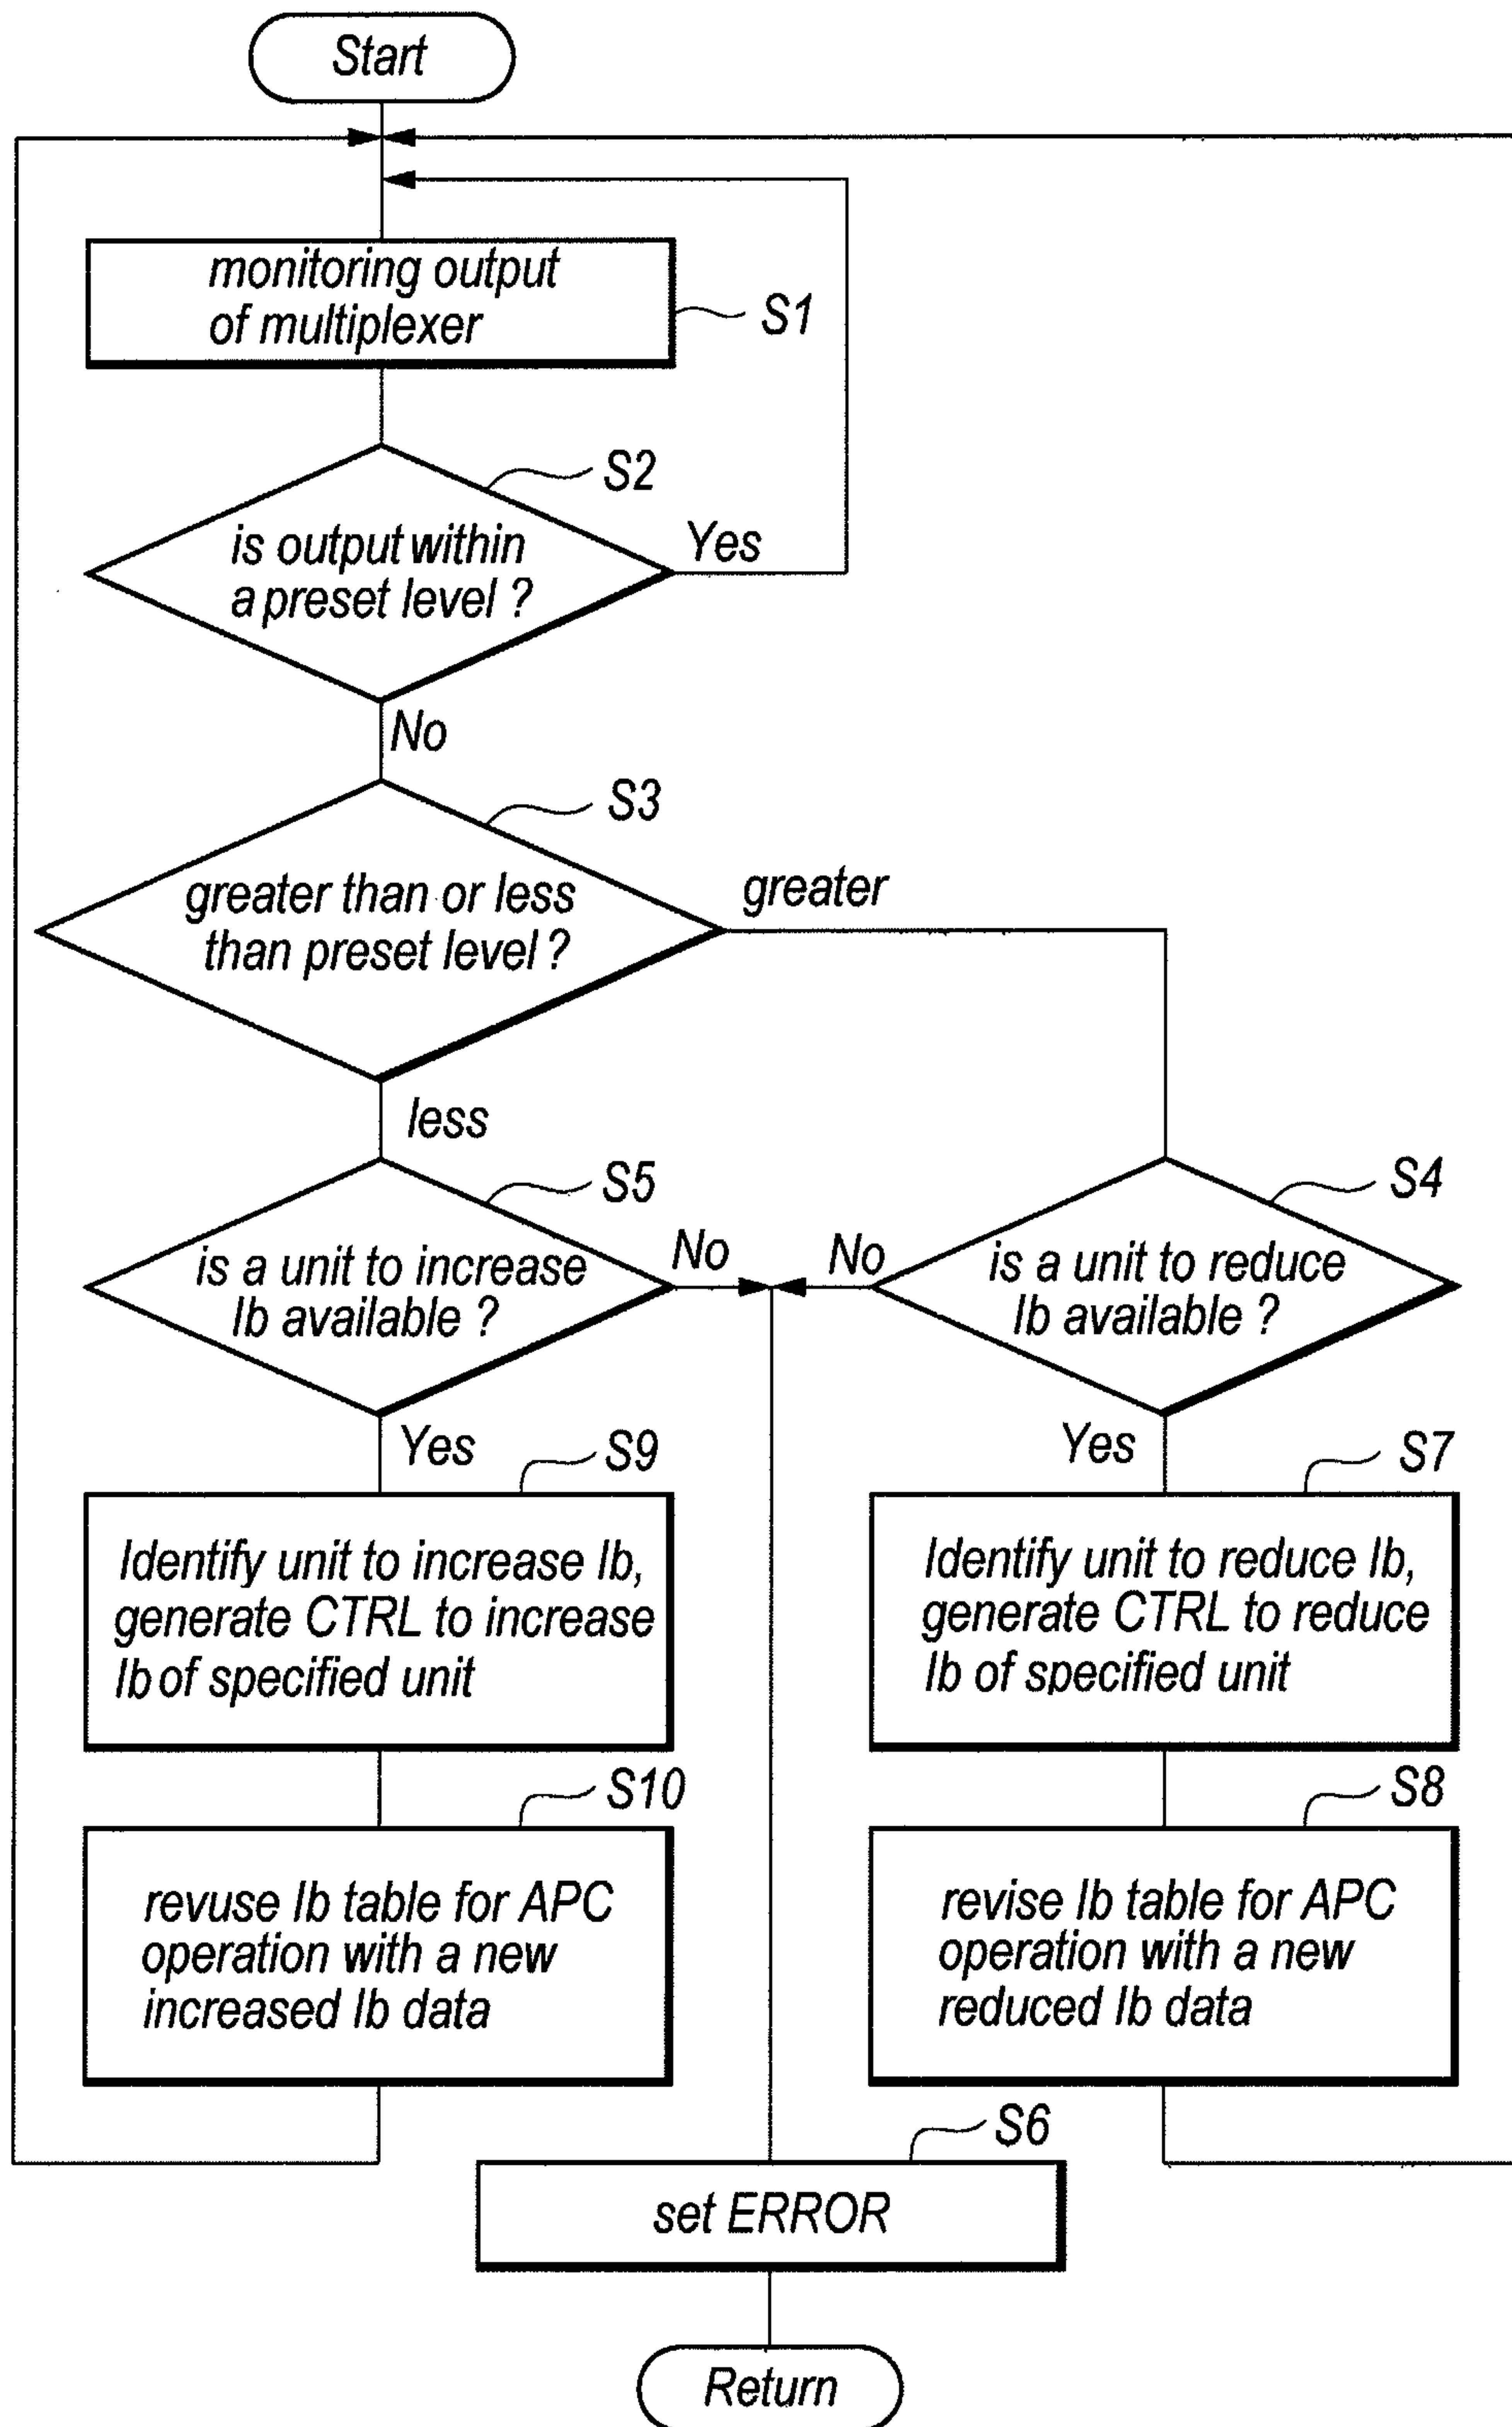 Start
monitoring output
of multiplexer
S1
S2
is output within
a preset level ?
Yes
No
S3
greater than or less
than preset level ?
greater
less
S5
is a unit to increase
Ib available ?
No
No
S4
is a unit to reduce
Ib available ?
Yes
S9
Identify unit to increase Ib,
generate CTRL to increase
Ib of specified unit
Yes
S7
Identify unit to reduce Ib,
generate CTRL to reduce
Ib of specified unit
S10
revuse Ib table for APC
operation with a new
increased Ib data
S8
revise Ib table for APC
operation with a new
reduced Ib data
S6
set ERROR
Return